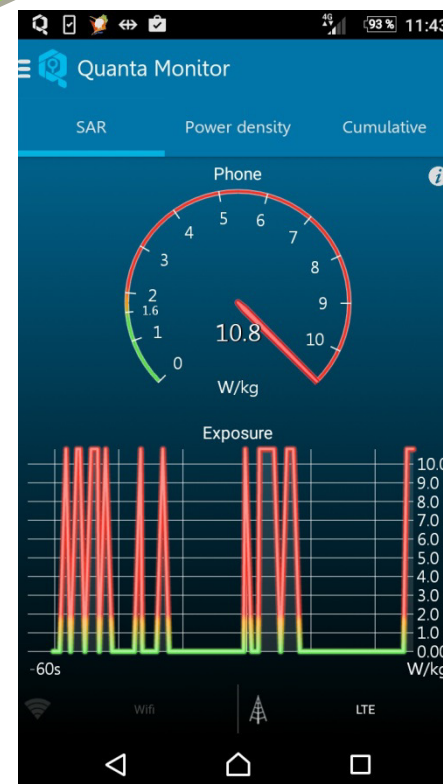 4G 93% 11:43
Quanta Monitor
SAR Power density Cumulative
Phone
5 6
4 7
3 8
2 9
1.6
1 10.8 10
0
W/kg
Exposure
10.0
9.0
8.0
7.0
6.0
5.0
4.0
3.0
2.0
1.0
0.00
-60s W/kg
Wifi LTE